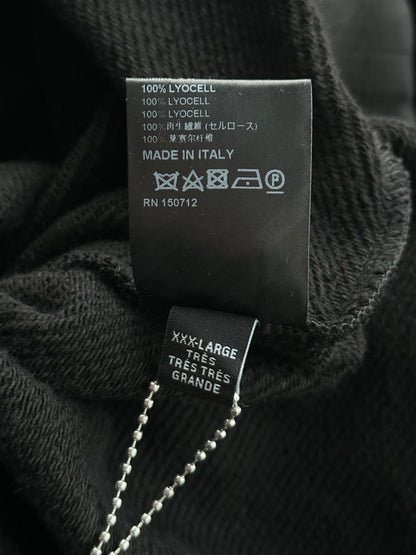 100% LYOCELL
100% LYOCELL
100% LYOCELL
100% 再生繊維 (セルロース)
100% 莱赛尔纤维
MADE IN ITALY
P
RN 150712
XXX-LARGE
TRÈS
TRÈS TRÈS
GRANDE